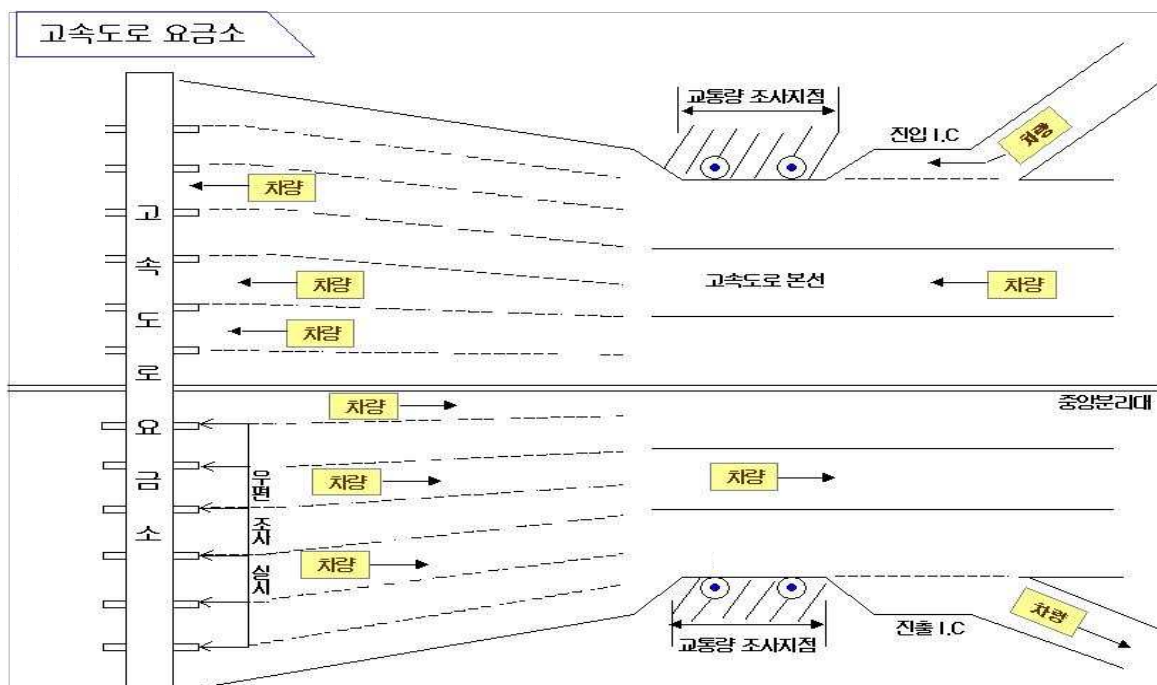 고속도로 요금소
교통량 조사지점
진입 I.C
차량
차량
고속도로 본선
차량
차량
차량
고속도로요금소
중앙분리대
차량
차량
차량
우편조사실시
차량
교통량 조사지점
진출 I.C
차량